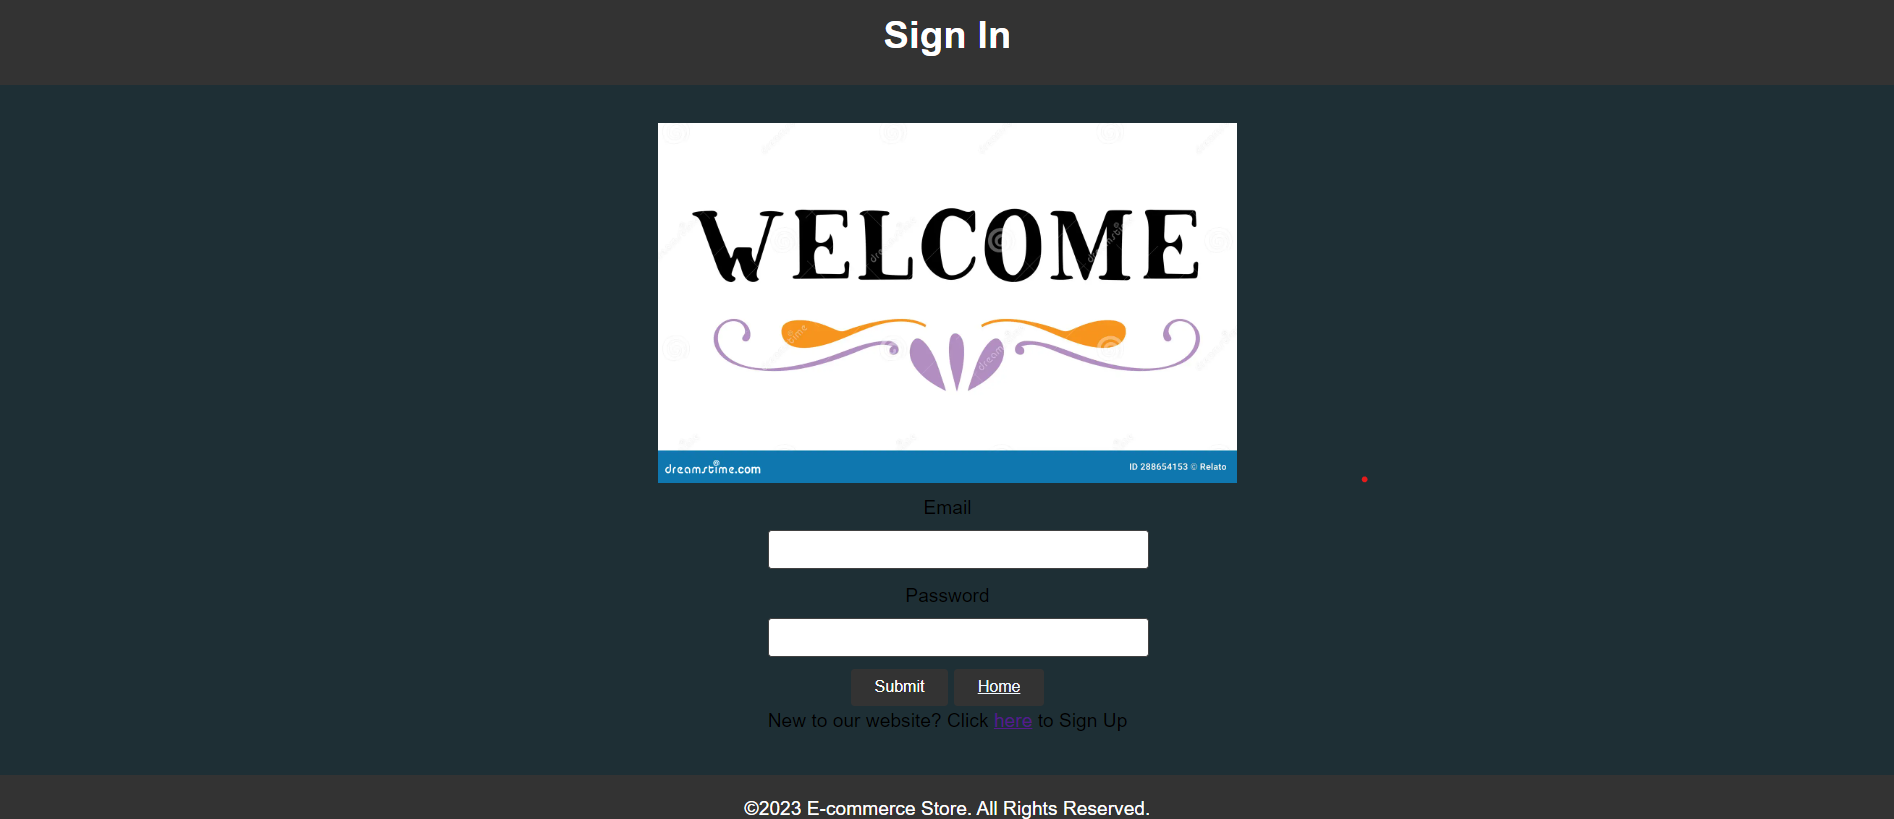 Sign In
WELCOME
dreamstime.com
ID 288654153 © Relato
Email
Password
Submit
Home
New to our website? Click here to Sign Up
©2023 E-commerce Store. All Rights Reserved.